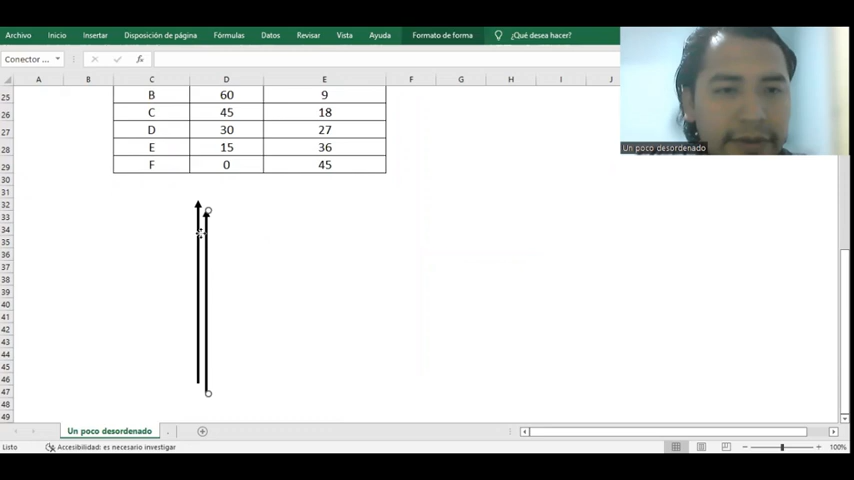 Archivo Inicio Insertar Disposición de página Fórmulas Datos Revisar Vista Ayuda Formato de forma ¿Qué desea hacer?
Conector ... fx
A B C D E F G H I J
25 B 60 9
26 C 45 18
27 D 30 27
28 E 15 36
29 F 0 45
30
31
32
33
34
35
36
37
38
39
40
41
42
43
44
45
46
47
48
49
Un poco desordenado
Un poco desordenado
Listo Accesibilidad: es necesario investigar 100%